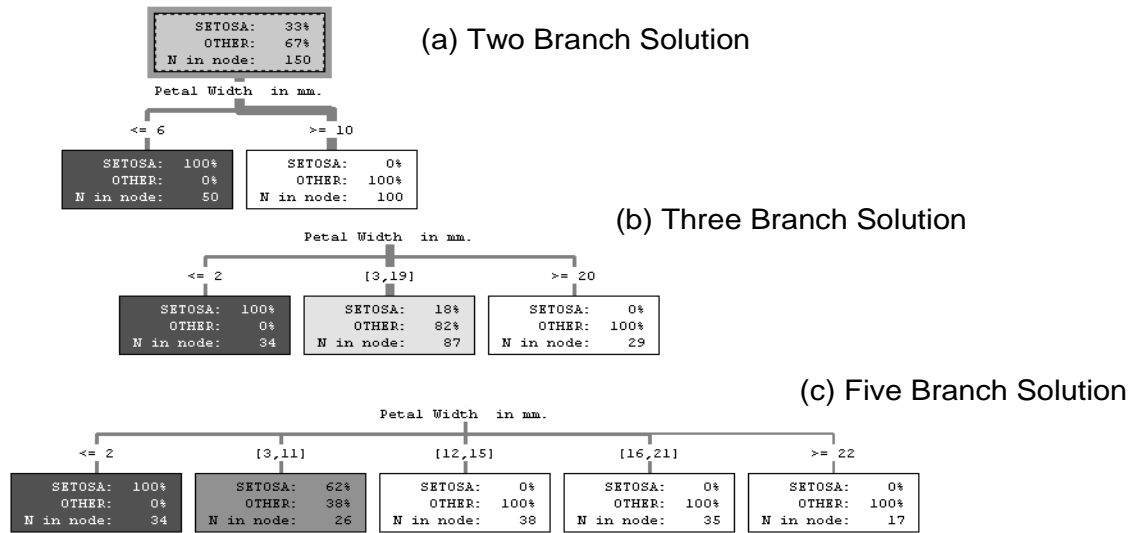 SETOSA: 33%
OTHER: 67%
N in node: 150
(a) Two Branch Solution
Petal Width in mm.
<= 6 >= 10
SETOSA: 100% SETOSA: 0%
OTHER: 0% OTHER: 100%
N in node: 50 N in node: 100
(b) Three Branch Solution
Petal Width in mm.
<= 2 [3,19] >= 20
SETOSA: 100% SETOSA: 18% SETOSA: 0%
OTHER: 0% OTHER: 82% OTHER: 100%
N in node: 34 N in node: 87 N in node: 29
(c) Five Branch Solution
Petal Width in mm.
<= 2 [3,11] [12,15] [16,21] >= 22
SETOSA: 100% SETOSA: 62% SETOSA: 0% SETOSA: 0% SETOSA: 0%
OTHER: 0% OTHER: 38% OTHER: 100% OTHER: 100% OTHER: 100%
N in node: 34 N in node: 26 N in node: 38 N in node: 35 N in node: 17